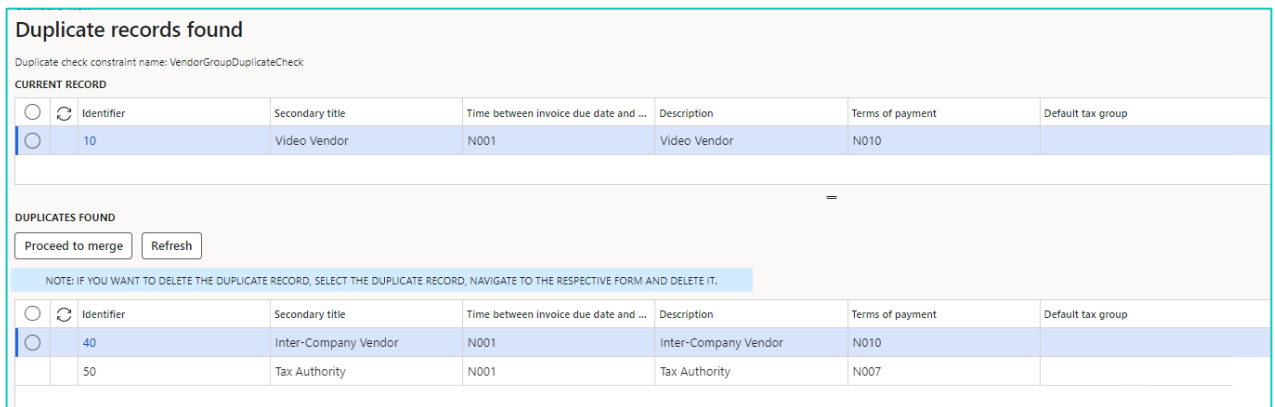 Duplicate records found
Duplicate check constraint name: VendorGroupDuplicateCheck
CURRENT RECORD
Identifier Secondary title Time between invoice due date and ... Description Terms of payment Default tax group
10 Video Vendor N001 Video Vendor N010
DUPLICATES FOUND
Proceed to merge Refresh
NOTE: IF YOU WANT TO DELETE THE DUPLICATE RECORD, SELECT THE DUPLICATE RECORD, NAVIGATE TO THE RESPECTIVE FORM AND DELETE IT.
Identifier Secondary title Time between invoice due date and ... Description Terms of payment Default tax group
40 Inter-Company Vendor N001 Inter-Company Vendor N010
50 Tax Authority N001 Tax Authority N007